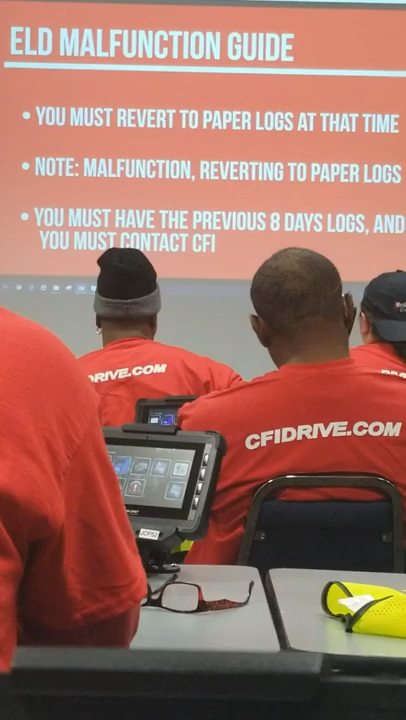 ELD MALFUNCTION GUIDE
• YOU MUST REVERT TO PAPER LOGS AT THAT TIME
• NOTE: MALFUNCTION, REVERTING TO PAPER LOGS
• YOU MUST HAVE THE PREVIOUS 8 DAYS LOGS, AND
YOU MUST CONTACT CFI
DRIVE.COM
CFIDRIVE.COM